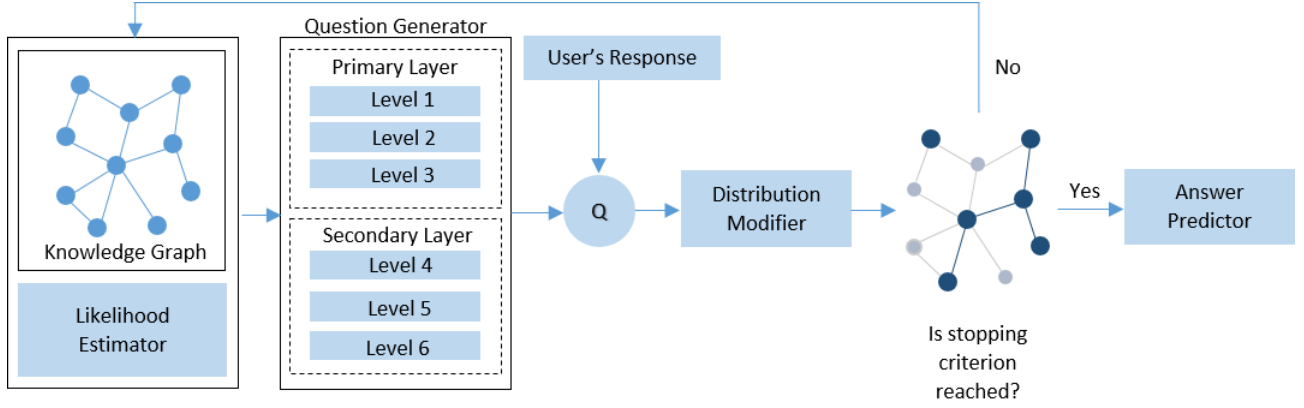 Knowledge Graph
Likelihood
Estimator
Question Generator
Primary Layer
Level 1
Level 2
Level 3
Secondary Layer
Level 4
Level 5
Level 6
User's Response
Q
Distribution
Modifier
No
Is stopping
criterion
reached?
Yes
Answer
Predictor